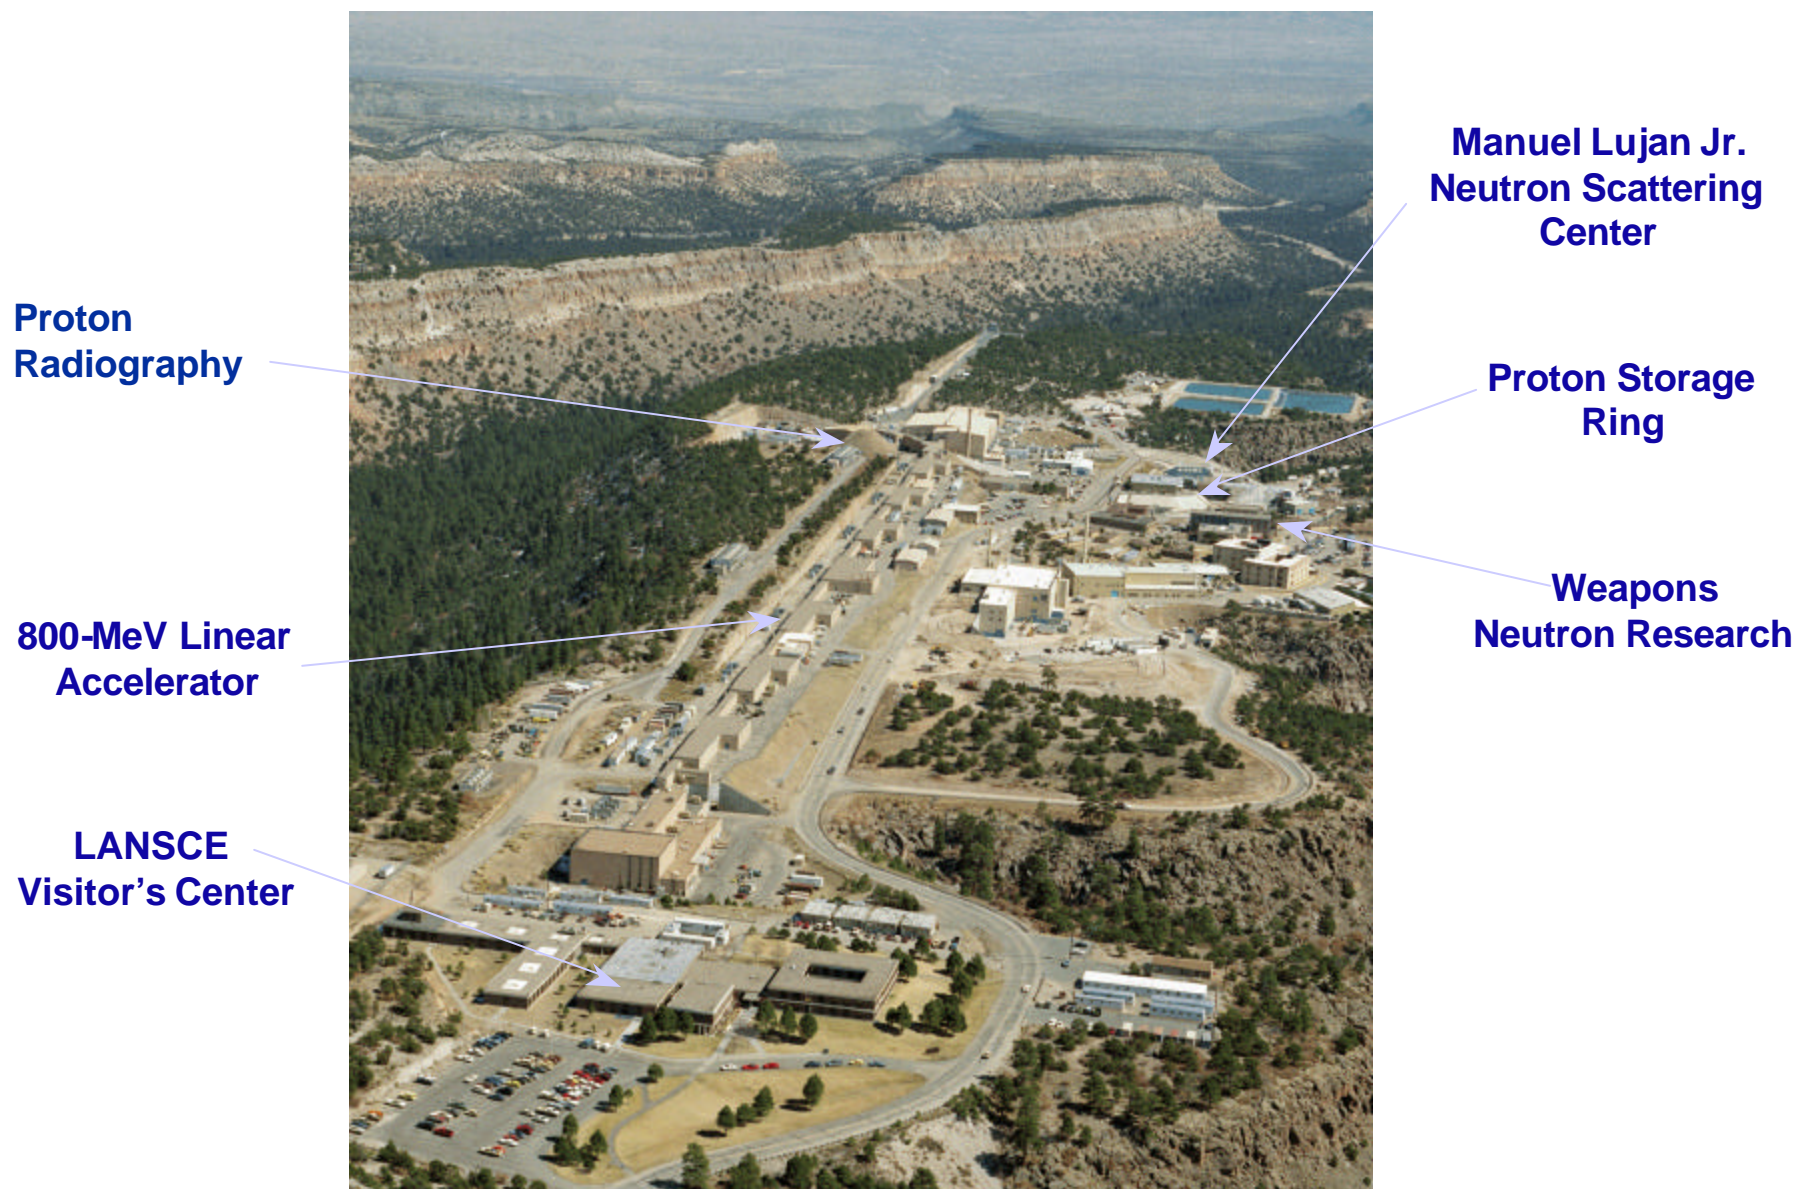 Proton
Radiography
800-MeV Linear
Accelerator
LANSCE
Visitor’s Center
Manuel Lujan Jr.
Neutron Scattering
Center
Proton Storage
Ring
Weapons
Neutron Research